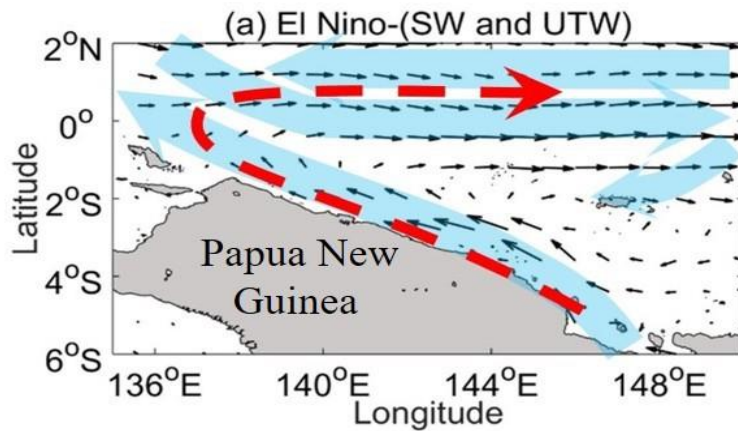 (a) El Nino-(SW and UTW)
2°N
0°
2°S
4°S
6°S
Latitude
Papua New
Guinea
136°E 140°E 144°E 148°E
Longitude